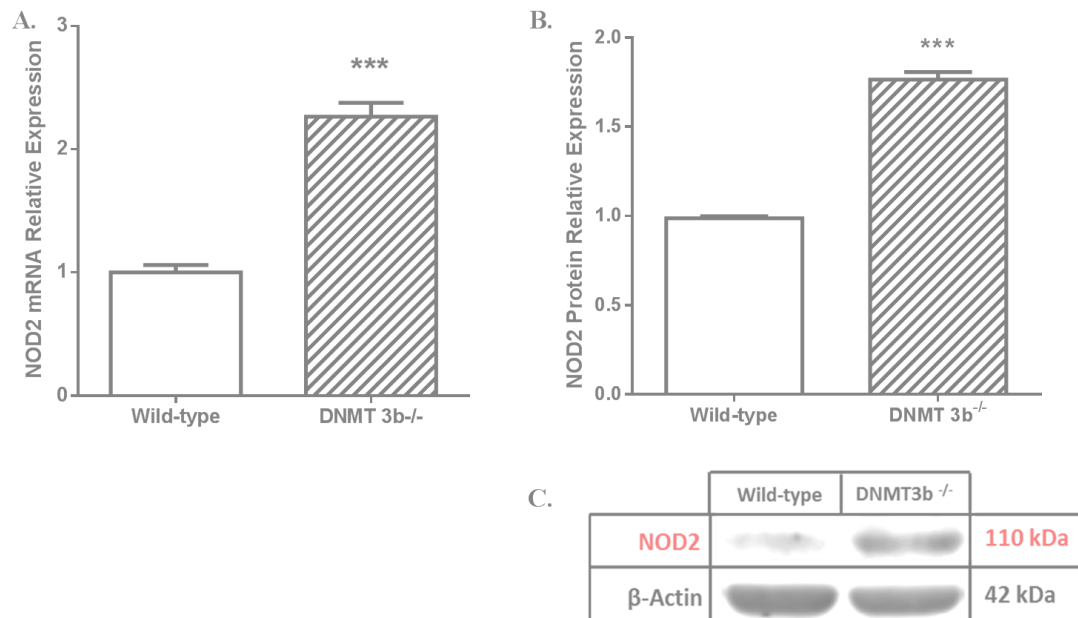 A.
NOD2 mRNA Relative Expression
3
2
1
0
***
Wild-type DNMT 3b-/-
B.
NOD2 Protein Relative Expression
2.0
1.5
1.0
0.5
0.0
***
Wild-type DNMT 3b-/-
C.
Wild-type DNMT3b -/-
NOD2 110 kDa
β-Actin 42 kDa